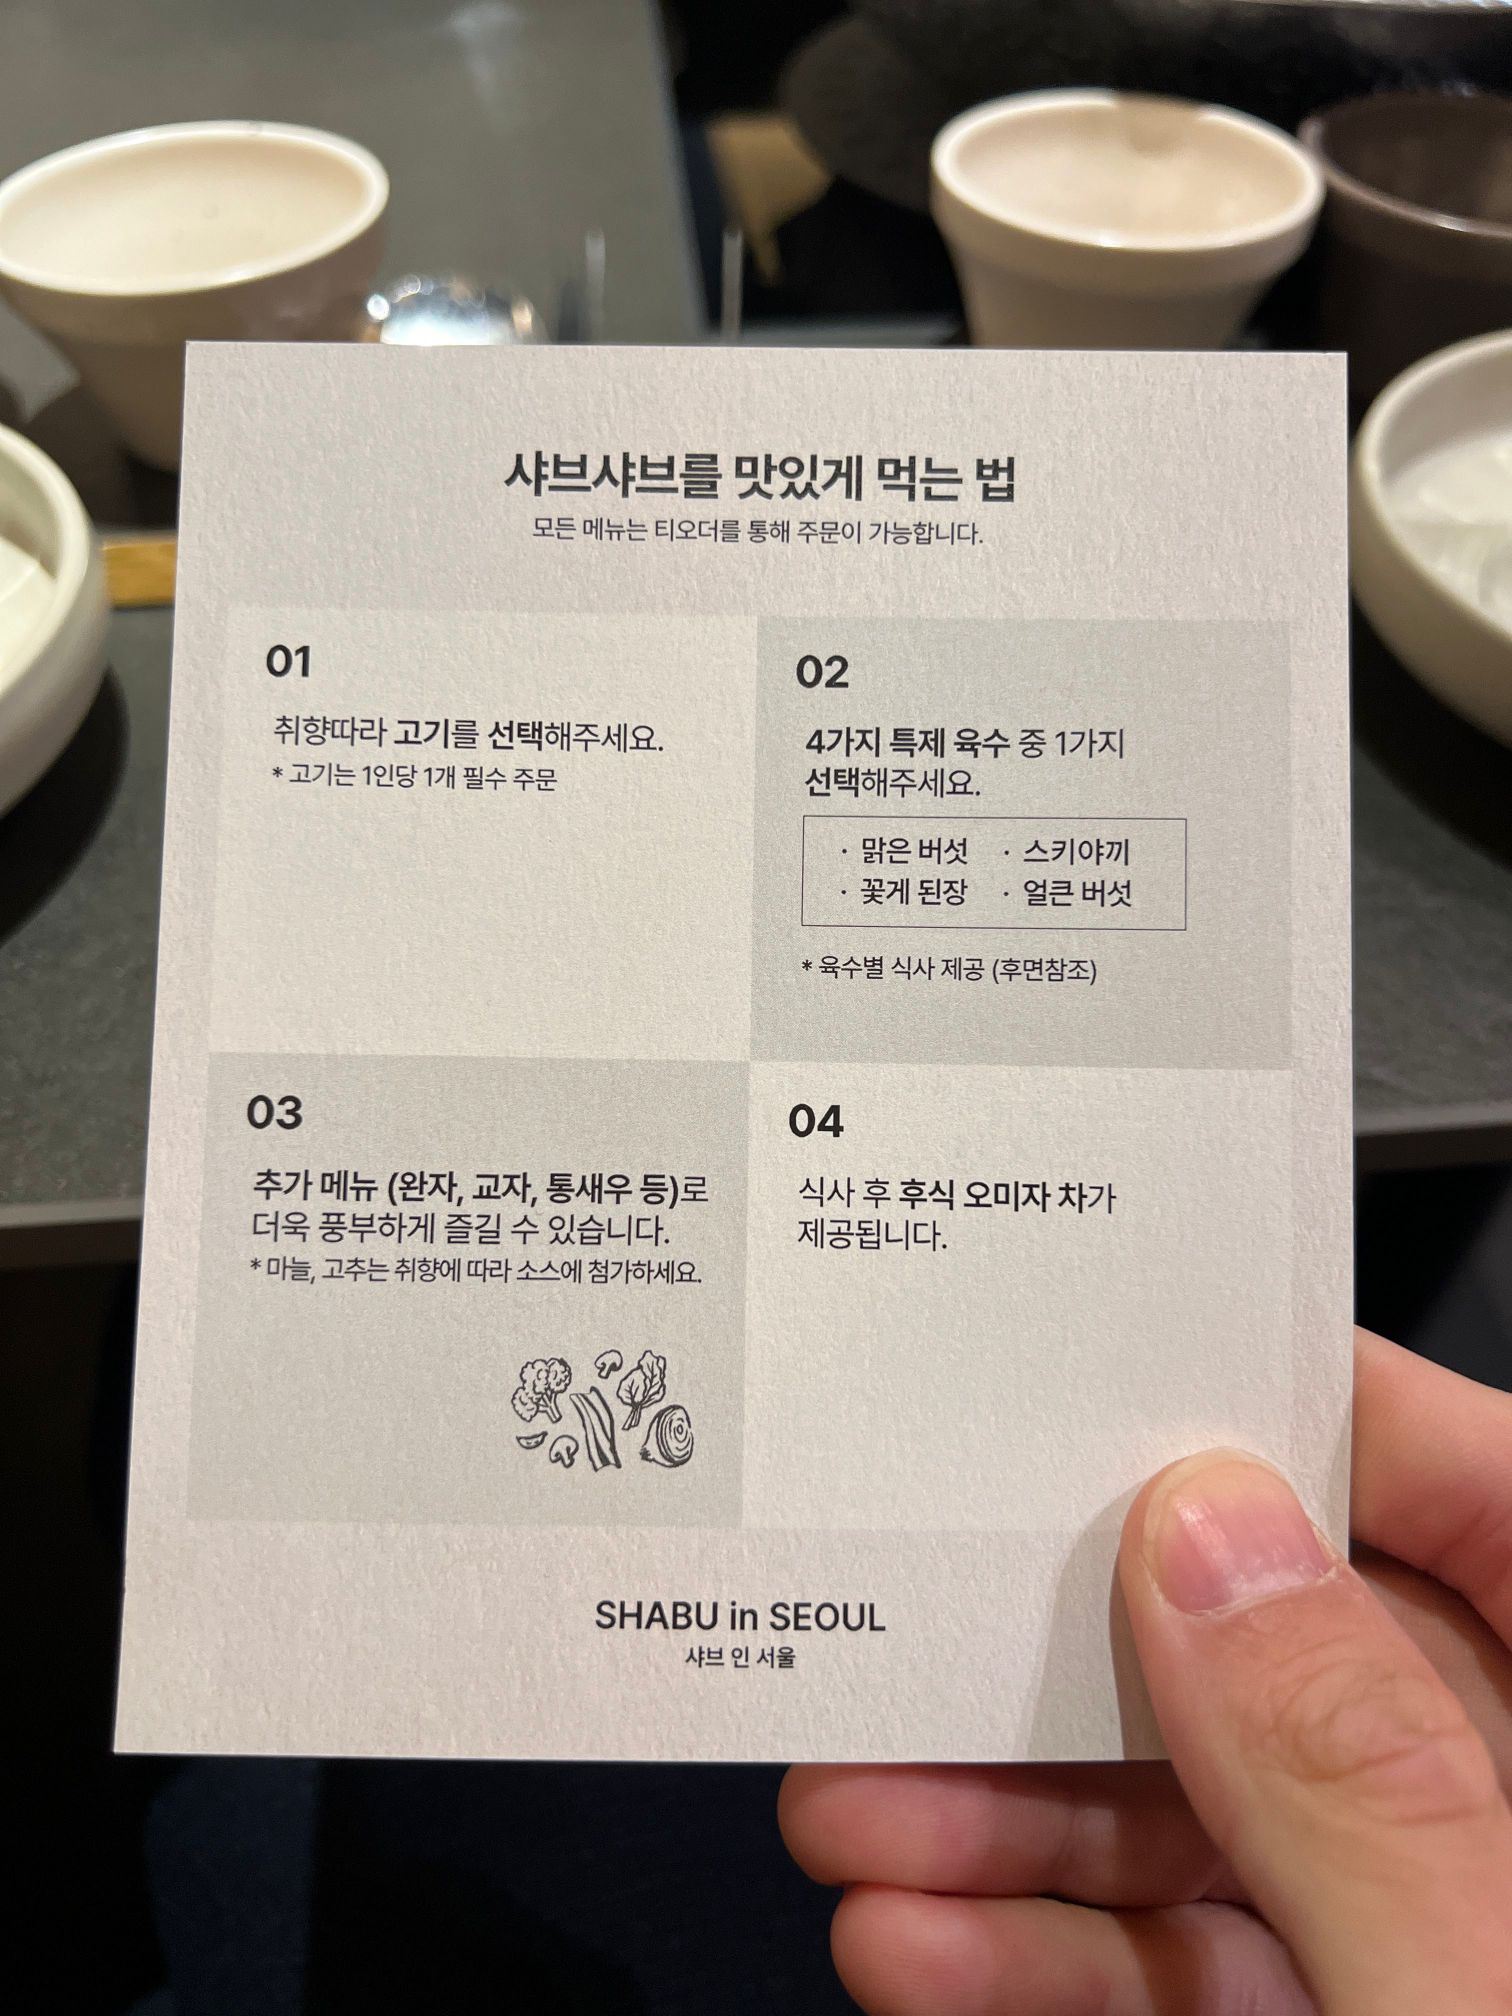 샤브샤브를 맛있게 먹는 법
모든 메뉴는 티오더를 통해 주문이 가능합니다.
01
취향따라 고기를 선택해주세요.
* 고기는 1인당 1개 필수 주문
02
4가지 특제 육수 중 1가지
선택해주세요.
· 맑은 버섯 · 스키야끼
· 꽃게 된장 · 얼큰 버섯
* 육수별 식사 제공 (후면참조)
03
추가 메뉴 (완자, 교자, 통새우 등)로
더욱 풍부하게 즐길 수 있습니다.
* 마늘, 고추는 취향에 따라 소스에 첨가하세요.
04
식사 후 후식 오미자 차가
제공됩니다.
SHABU in SEOUL
샤브 인 서울